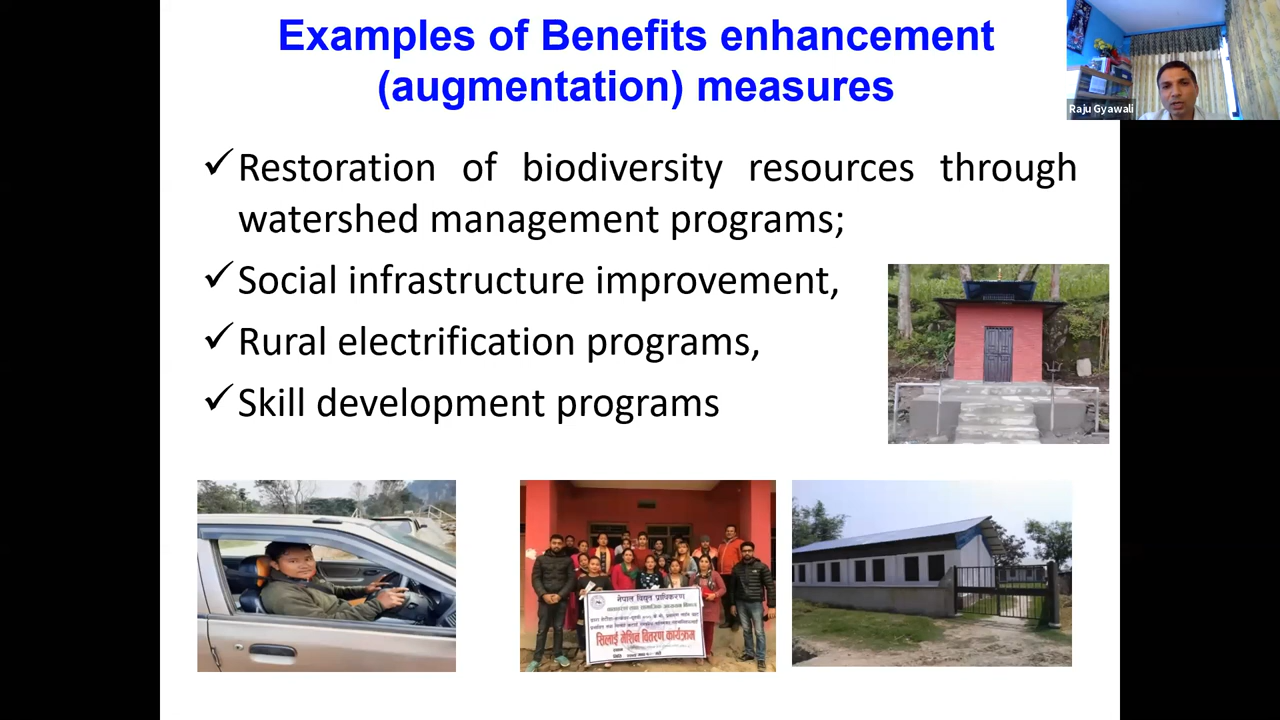 Examples of Benefits enhancement
(augmentation) measures
Raju Gyawali
✓ Restoration of biodiversity resources through
watershed management programs;
✓ Social infrastructure improvement,
✓ Rural electrification programs,
✓ Skill development programs
नेपाल विद्युत प्राधिकरण
सिलाई मेशिन वितरण कार्यक्रम